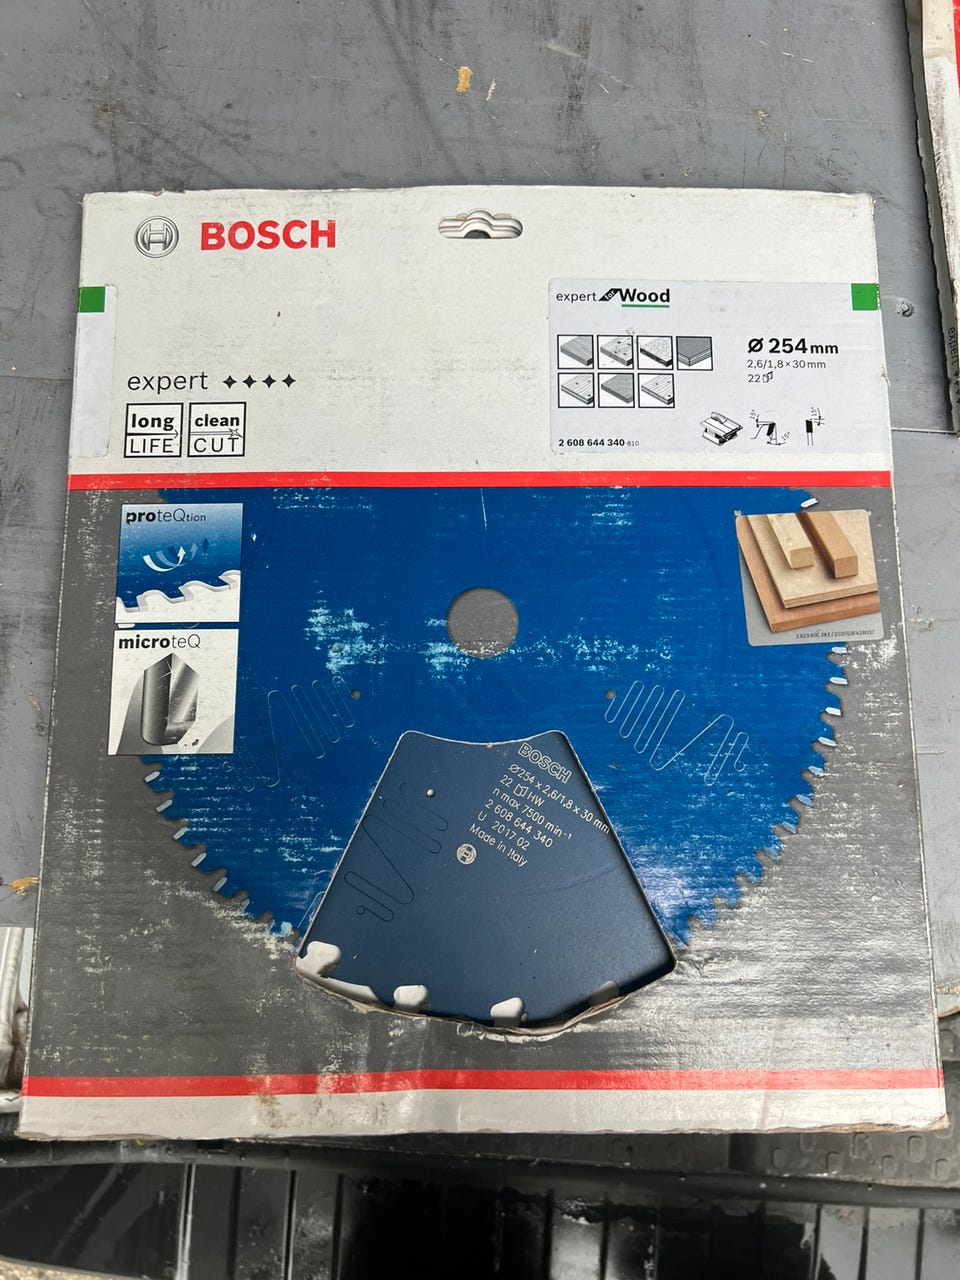 BOSCH
expert for Wood
Ø 254 mm
2,6/1,8×30mm
22
2 608 644 340 B10
expert
long
LIFE
clean
CUT
proteQtion
microteQ
BOSCH
Ø254 x 2,6/1,8 x 30 mm
22 HW
n max 7500 min⁻¹
2 608 644 340
U 2017 02
Made in Italy